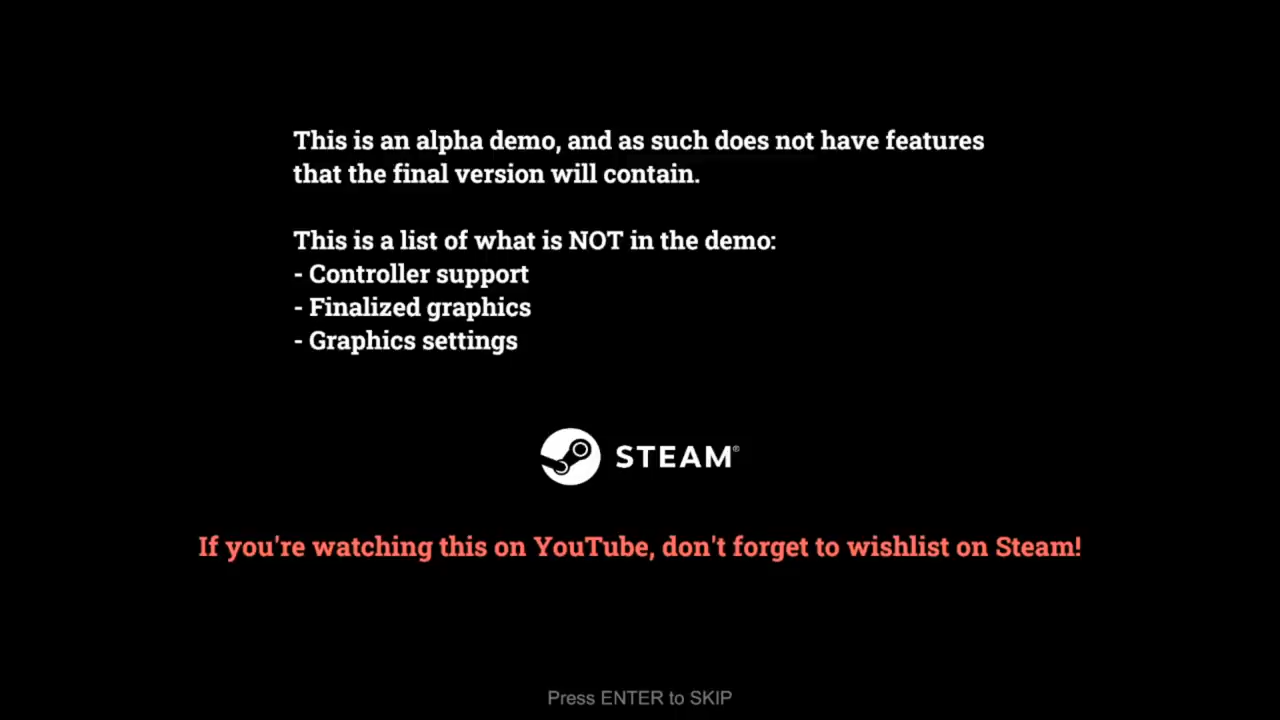 This is an alpha demo, and as such does not have features
that the final version will contain.
This is a list of what is NOT in the demo:
- Controller support
- Finalized graphics
- Graphics settings
STEAM®
If you're watching this on YouTube, don't forget to wishlist on Steam!
Press ENTER to SKIP